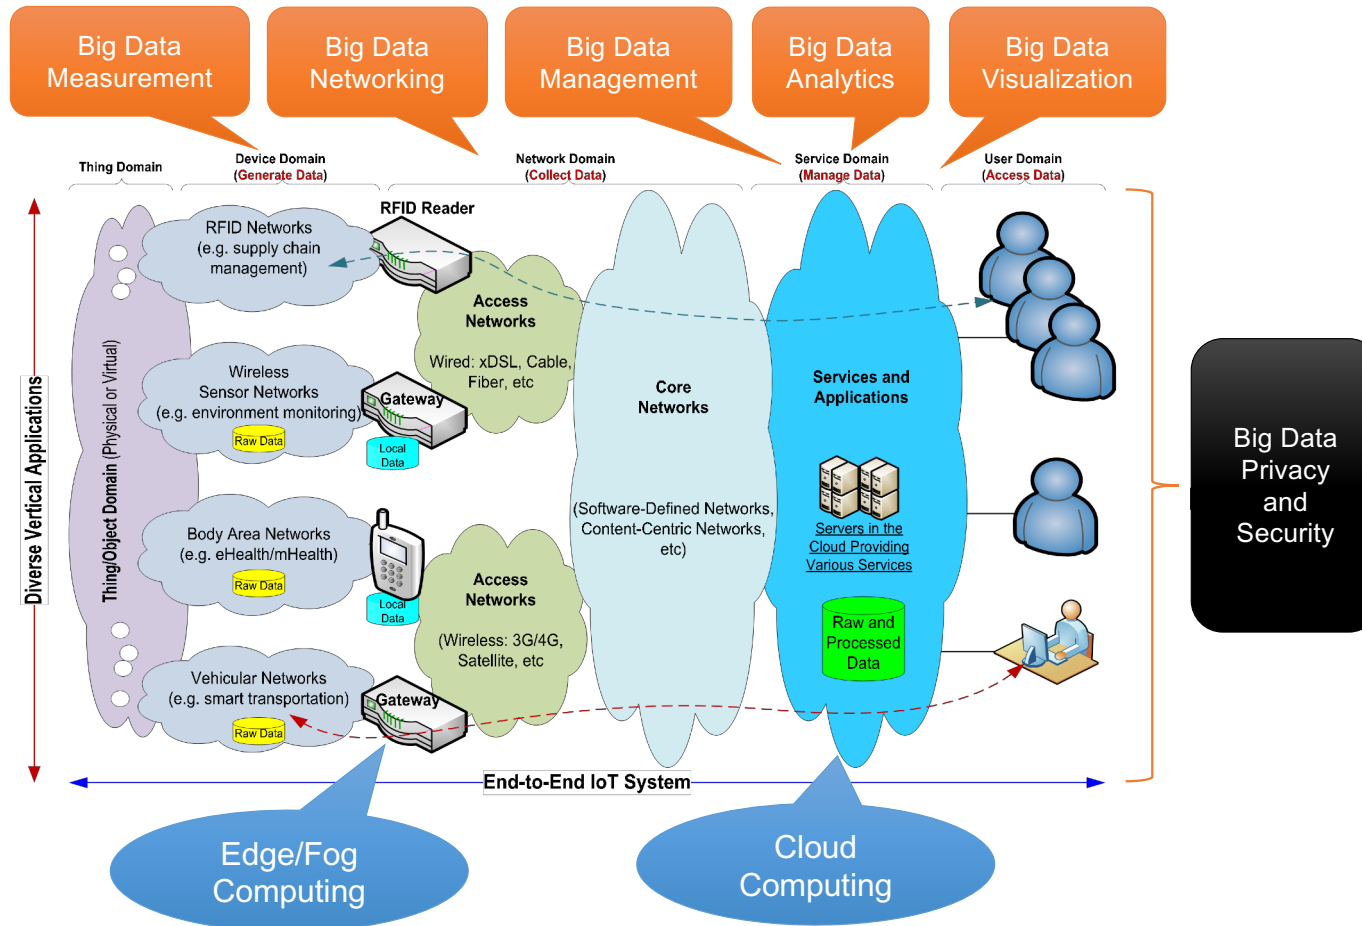 Big Data
Measurement
Big Data
Networking
Big Data
Management
Big Data
Analytics
Big Data
Visualization
Thing Domain
Device Domain
(Generate Data)
Network Domain
(Collect Data)
Service Domain
(Manage Data)
User Domain
(Access Data)
Diverse Vertical Applications
Thing/Object Domain (Physical or Virtual)
RFID Networks
(e.g. supply chain
management)
RFID Reader
Wireless
Sensor Networks
(e.g. environment monitoring)
Raw Data
Gateway
Local
Data
Body Area Networks
(e.g. eHealth/mHealth)
Raw Data
Local
Data
Vehicular Networks
(e.g. smart transportation)
Raw Data
Gateway
Access
Networks
Wired: xDSL, Cable,
Fiber, etc
Access
Networks
(Wireless: 3G/4G,
Satellite, etc
Core
Networks
(Software-Defined Networks,
Content-Centric Networks,
etc)
Services and
Applications
Servers in the
Cloud Providing
Various Services
Raw and
Processed
Data
Big Data
Privacy
and
Security
End-to-End IoT System
Edge/Fog
Computing
Cloud
Computing